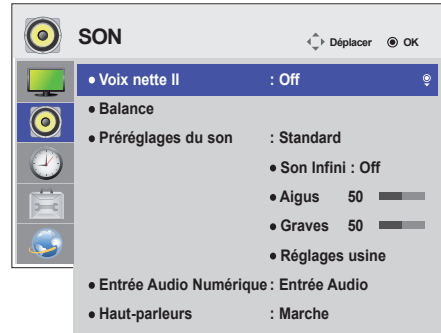 SON
Déplacer OK
• Voix nette II : Off
• Balance
• Préréglages du son : Standard
• Son Infini : Off
• Aigus 50
• Graves 50
• Réglages usine
• Entrée Audio Numérique : Entrée Audio
• Haut-parleurs : Marche